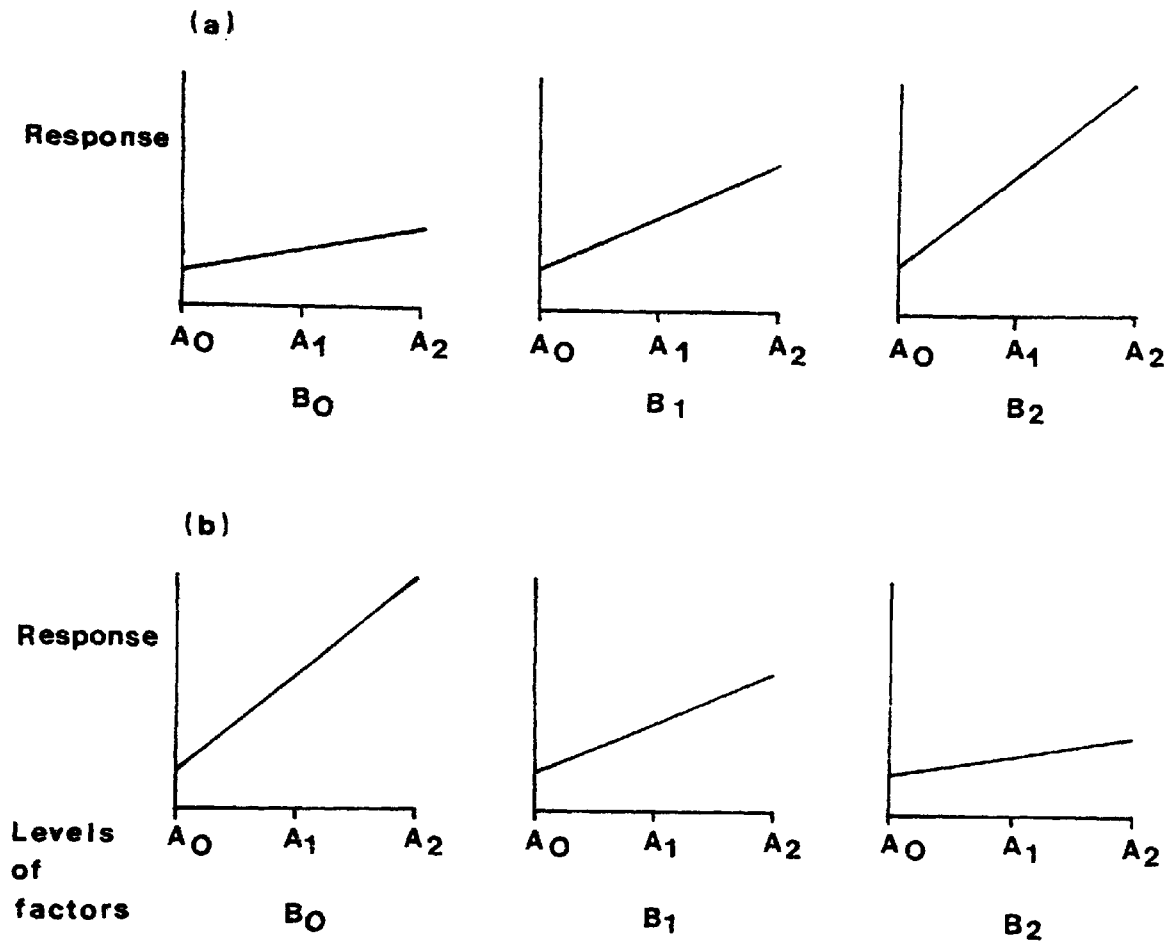 (a)
Response
A0 A1 A2 A0 A1 A2 A0 A1 A2
B0 B1 B2
(b)
Response
A0 A1 A2 A0 A1 A2 A0 A1 A2
Levels
of
factors
B0 B1 B2